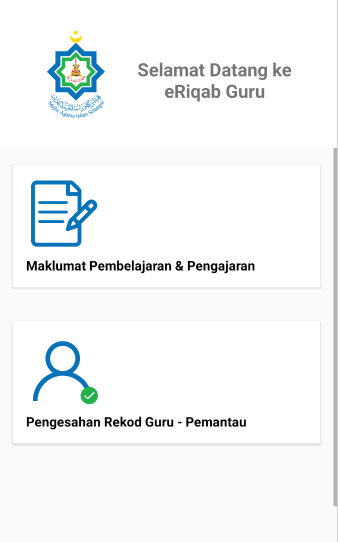 Selamat Datang ke
eRiqab Guru
Majlis Agama Islam Selangor
Maklumat Pembelajaran & Pengajaran
Pengesahan Rekod Guru - Pemantau